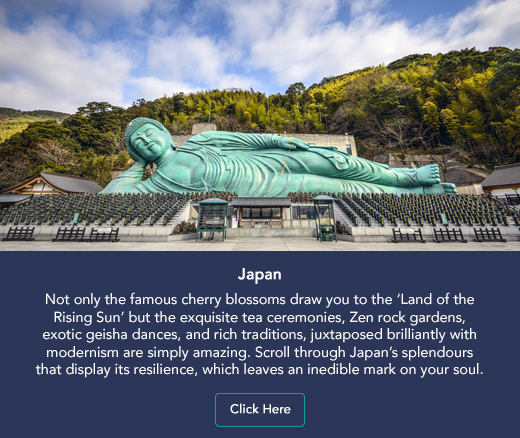 Japan
Not only the famous cherry blossoms draw you to the ‘Land of the
Rising Sun’ but the exquisite tea ceremonies, Zen rock gardens,
exotic geisha dances, and rich traditions, juxtaposed brilliantly with
modernism are simply amazing. Scroll through Japan’s splendours
that display its resilience, which leaves an inedible mark on your soul.
Click Here